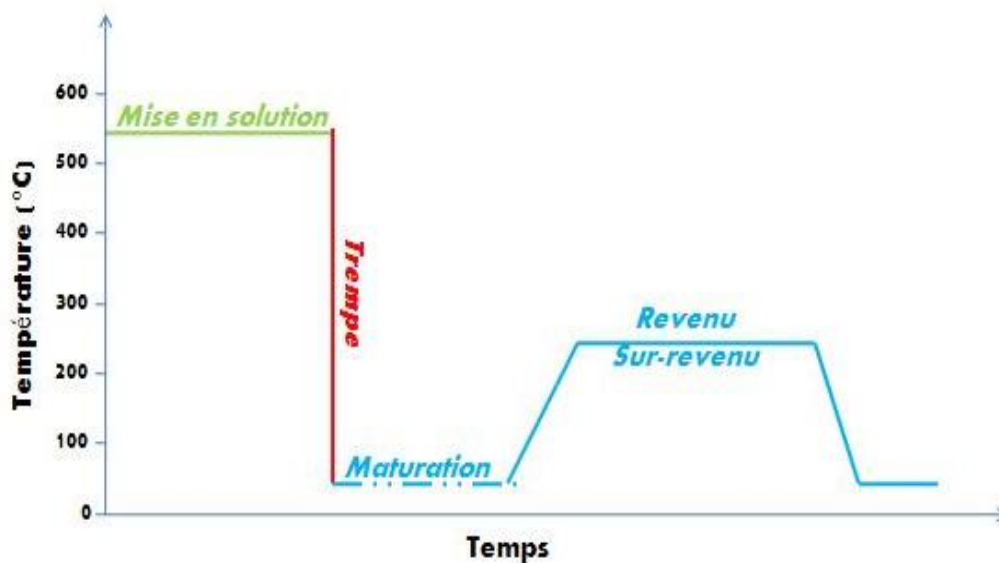 600
Mise en solution
500
400
Température (°C)
Trempe
300
Revenu
200
Sur-revenu
100
Maturation
0
Temps